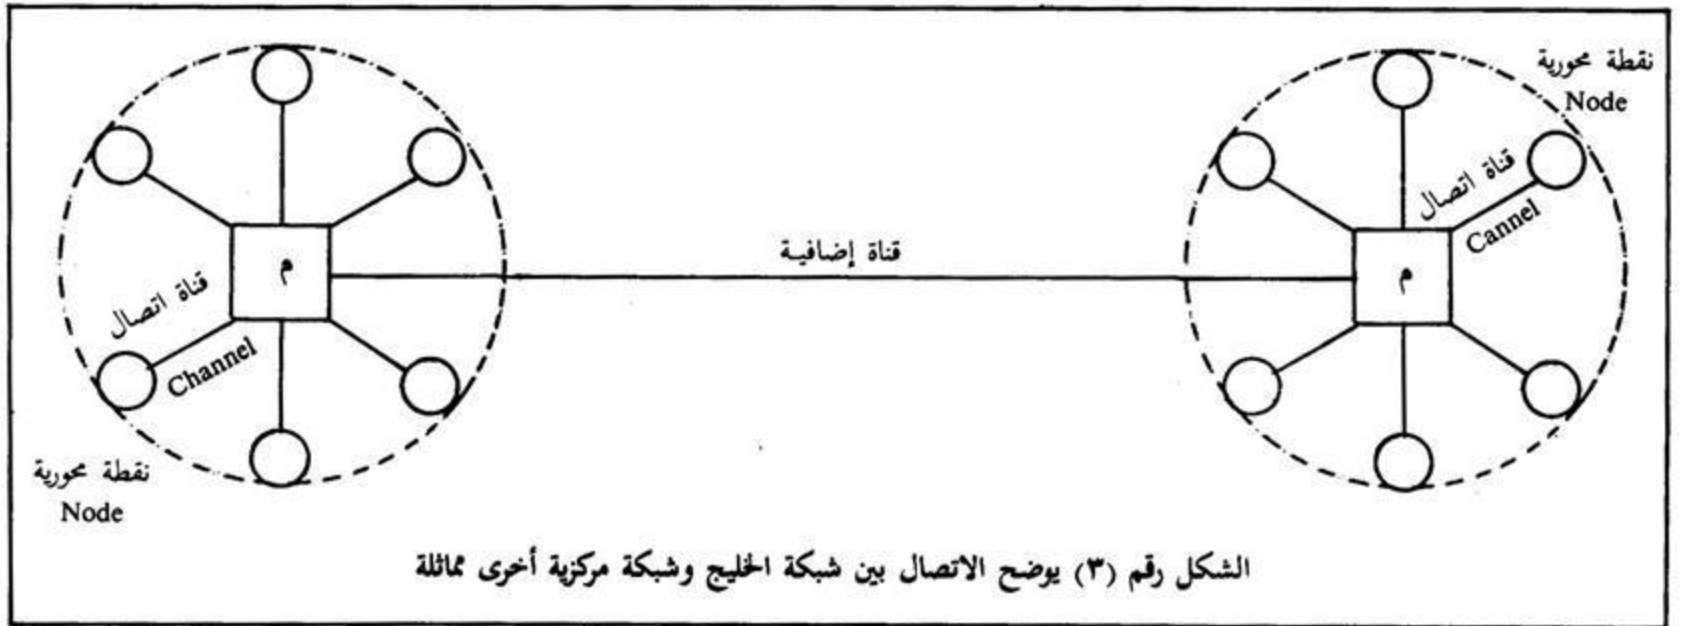 نقطة محورية
Node
قناة اتصال
Cannel
م
قناة إضافية
م
قناة اتصال
Channel
نقطة محورية
Node
الشكل رقم (٣) يوضح الاتصال بين شبكة الخليج وشبكة مركزية أخرى مماثلة